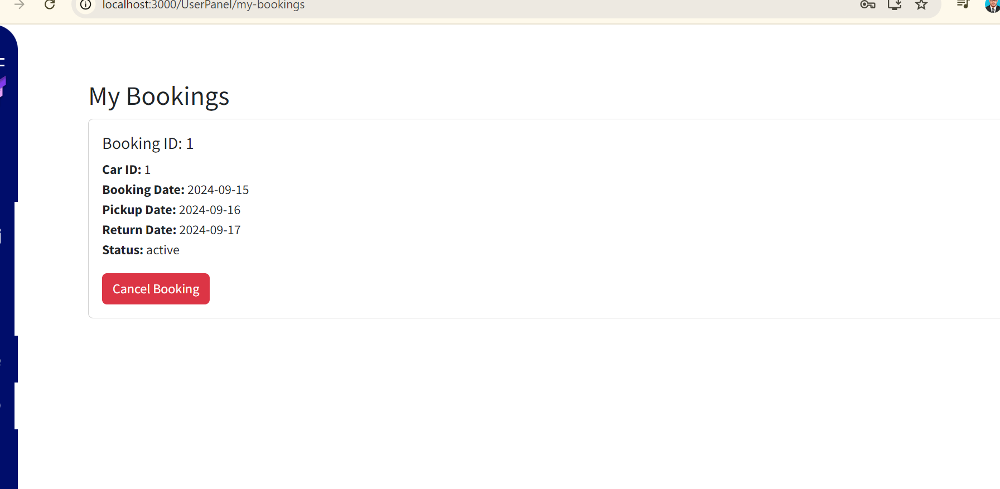 localhost:3000/UserPanel/my-bookings
My Bookings
Booking ID: 1
Car ID: 1
Booking Date: 2024-09-15
Pickup Date: 2024-09-16
Return Date: 2024-09-17
Status: active
Cancel Booking